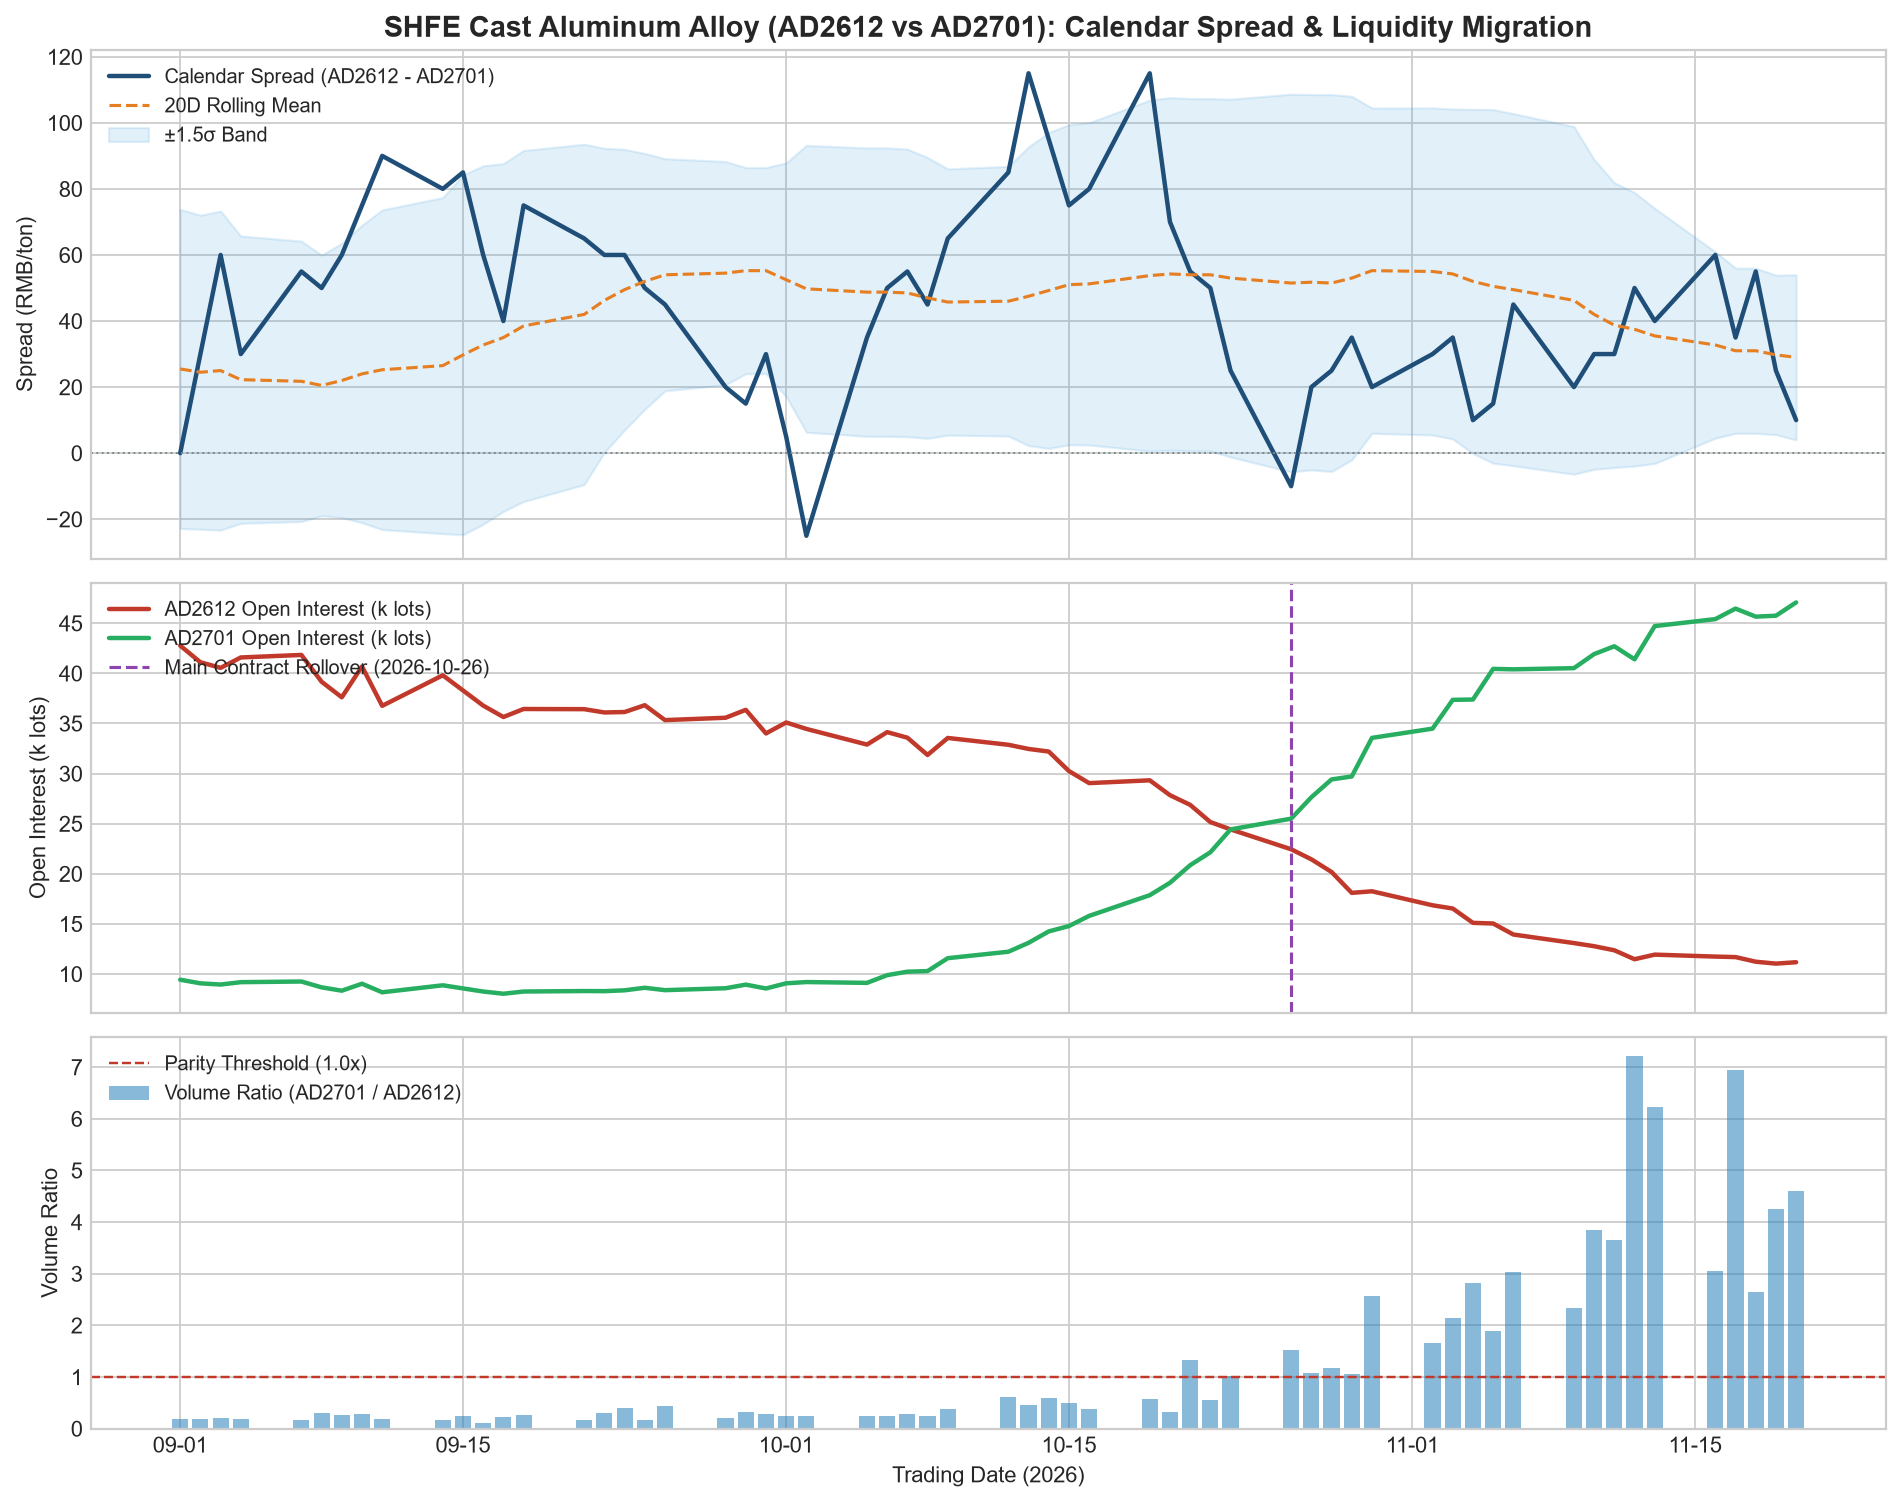 SHFE Cast Aluminum Alloy (AD2612 vs AD2701): Calendar Spread & Liquidity Migration
120
100
80
60
40
20
0
−20
Spread (RMB/ton)
Calendar Spread (AD2612 - AD2701)
20D Rolling Mean
±1.5σ Band
45
40
35
30
25
20
15
10
Open Interest (k lots)
AD2612 Open Interest (k lots)
AD2701 Open Interest (k lots)
Main Contract Rollover (2026-10-26)
7
6
5
4
3
2
1
0
Volume Ratio
Parity Threshold (1.0x)
Volume Ratio (AD2701 / AD2612)
09-01
09-15
10-01
10-15
11-01
11-15
Trading Date (2026)